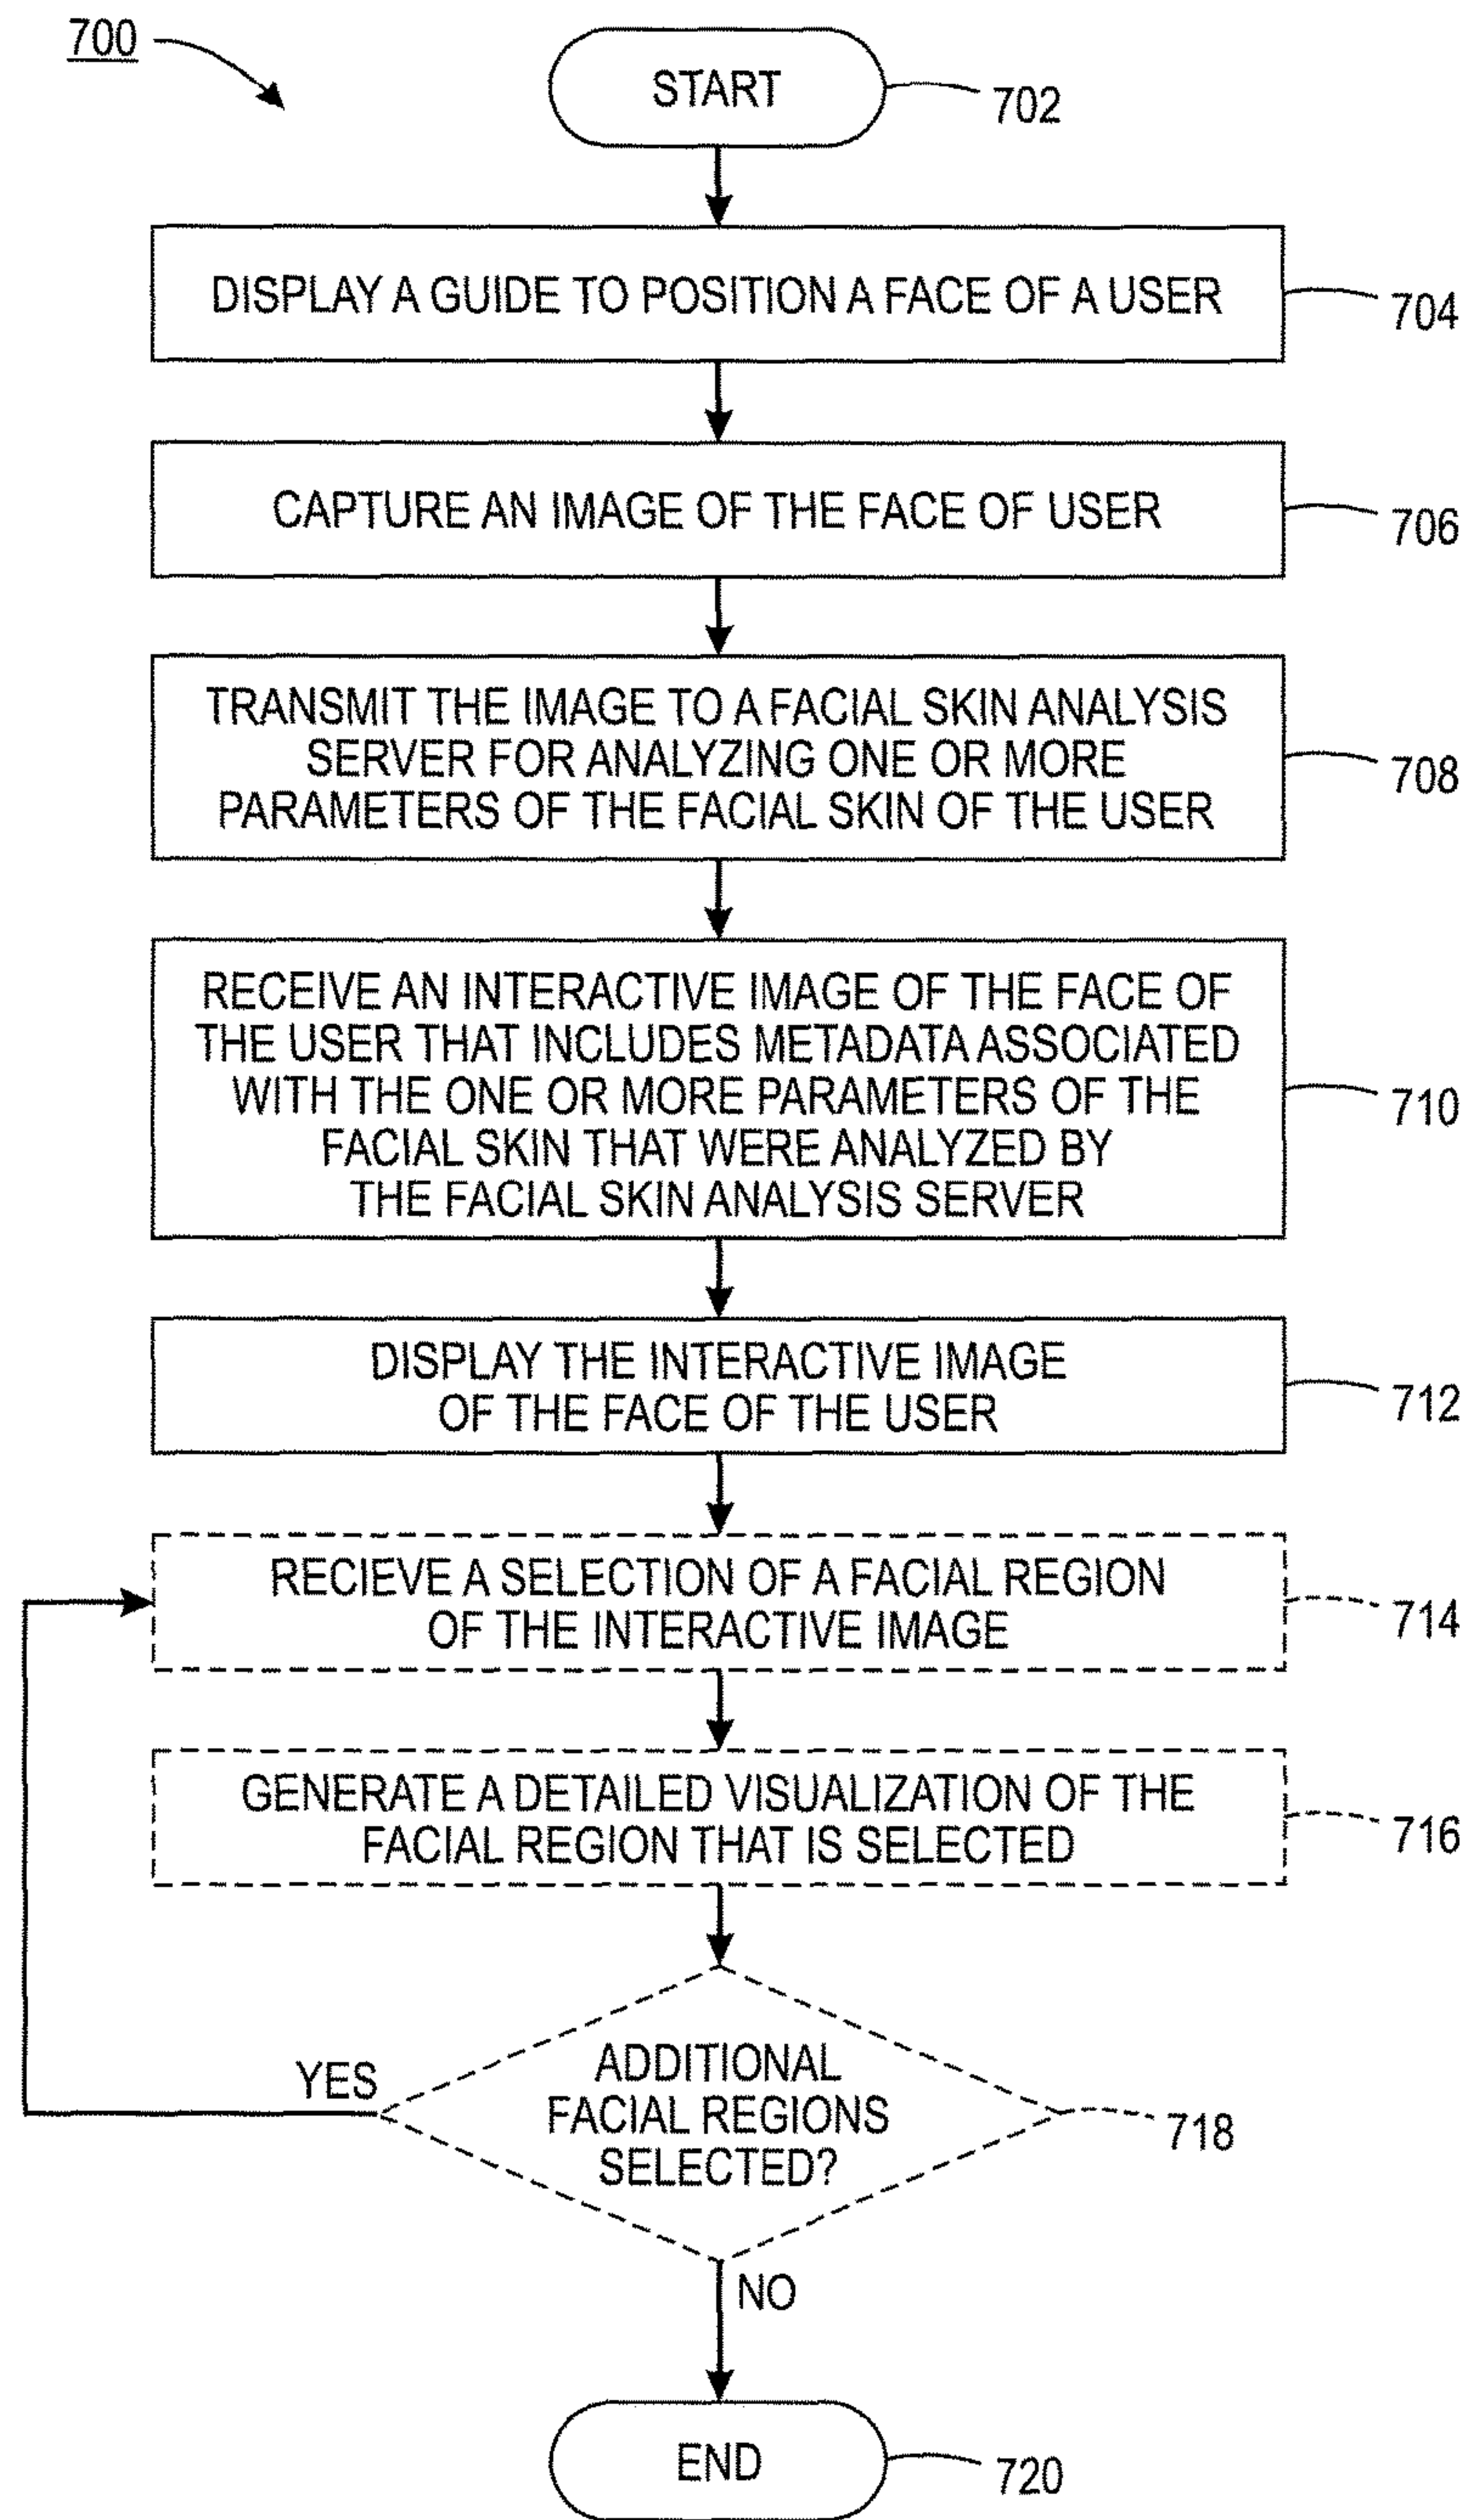 700
START
702
DISPLAY A GUIDE TO POSITION A FACE OF A USER
704
CAPTURE AN IMAGE OF THE FACE OF USER
706
TRANSMIT THE IMAGE TO A FACIAL SKIN ANALYSIS
SERVER FOR ANALYZING ONE OR MORE
PARAMETERS OF THE FACIAL SKIN OF THE USER
708
RECEIVE AN INTERACTIVE IMAGE OF THE FACE OF
THE USER THAT INCLUDES METADATA ASSOCIATED
WITH THE ONE OR MORE PARAMETERS OF THE
FACIAL SKIN THAT WERE ANALYZED BY
THE FACIAL SKIN ANALYSIS SERVER
710
DISPLAY THE INTERACTIVE IMAGE
OF THE FACE OF THE USER
712
RECIEVE A SELECTION OF A FACIAL REGION
OF THE INTERACTIVE IMAGE
714
GENERATE A DETAILED VISUALIZATION OF THE
FACIAL REGION THAT IS SELECTED
716
ADDITIONAL
FACIAL REGIONS
SELECTED?
718
YES
NO
END
720